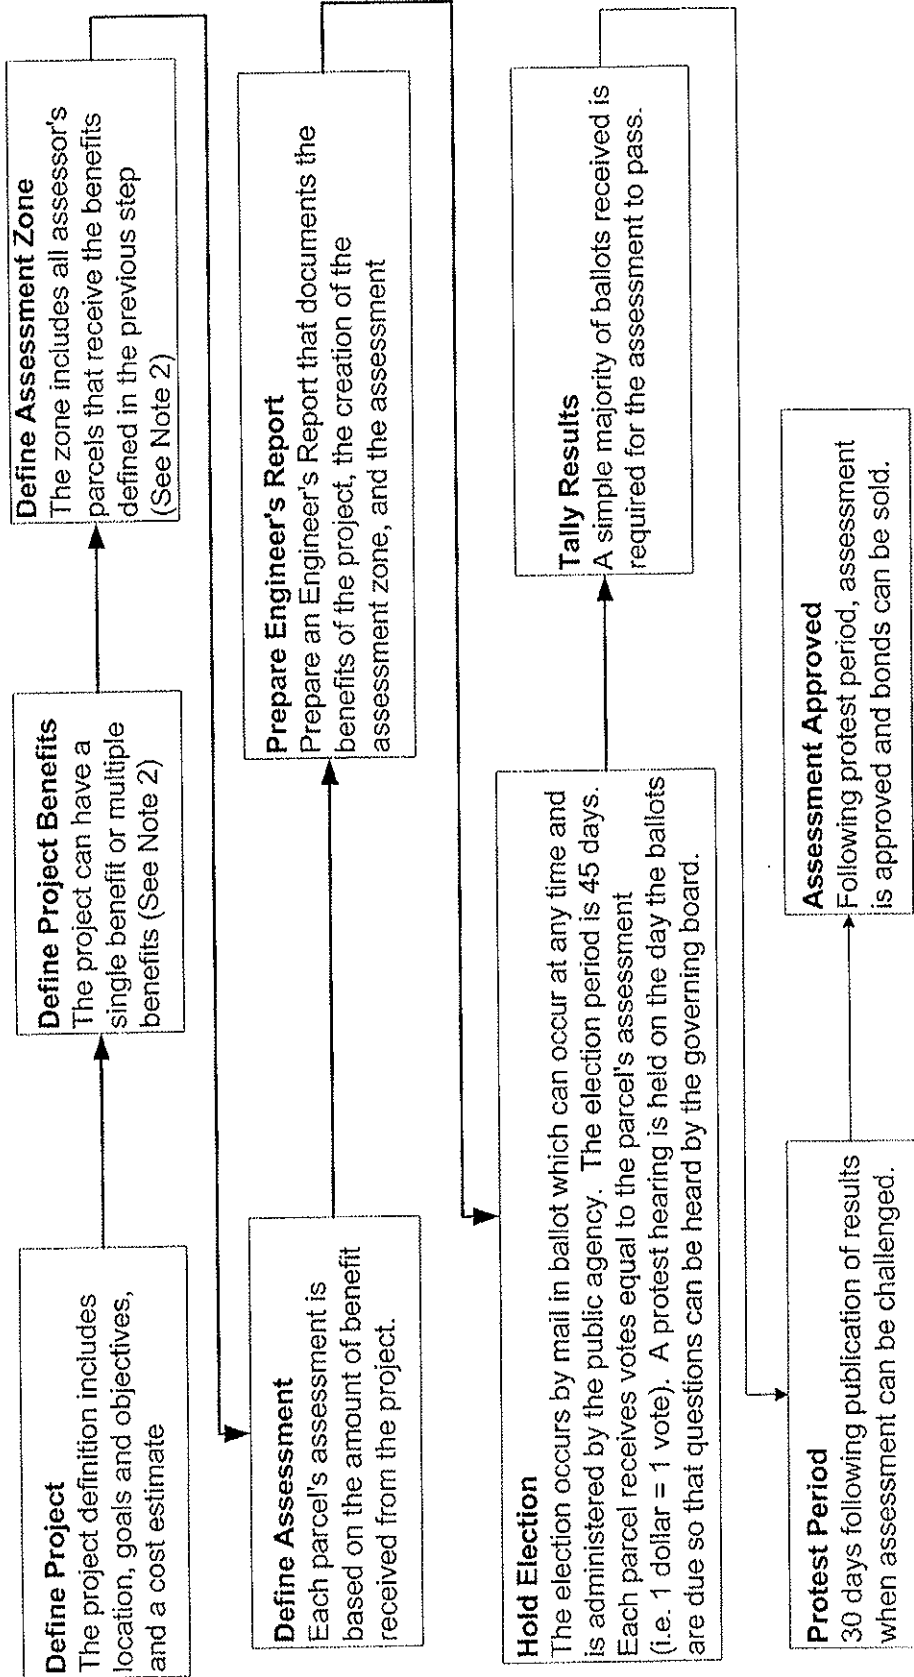 Define Project
The project definition includes
location, goals and objectives,
and a cost estimate
Define Project Benefits
The project can have a
single benefit or multiple
benefits (See Note 2)
Define Assessment Zone
The zone includes all assessor's
parcels that receive the benefits
defined in the previous step
(See Note 2)
Define Assessment
Each parcel's assessment is
based on the amount of benefit
received from the project.
Prepare Engineer's Report
Prepare an Engineer's Report that documents the
benefits of the project, the creation of the
assessment zone, and the assessment
Hold Election
The election occurs by mail in ballot which can occur at any time and
is administered by the public agency. The election period is 45 days.
Each parcel receives votes equal to the parcel's assessment
(i.e. 1 dollar = 1 vote). A protest hearing is held on the day the ballots
are due so that questions can be heard by the governing board.
Tally Results
A simple majority of ballots received is
required for the assessment to pass.
Protest Period
30 days following publication of results
when assessment can be challenged.
Assessment Approved
Following protest period, assessment
is approved and bonds can be sold.